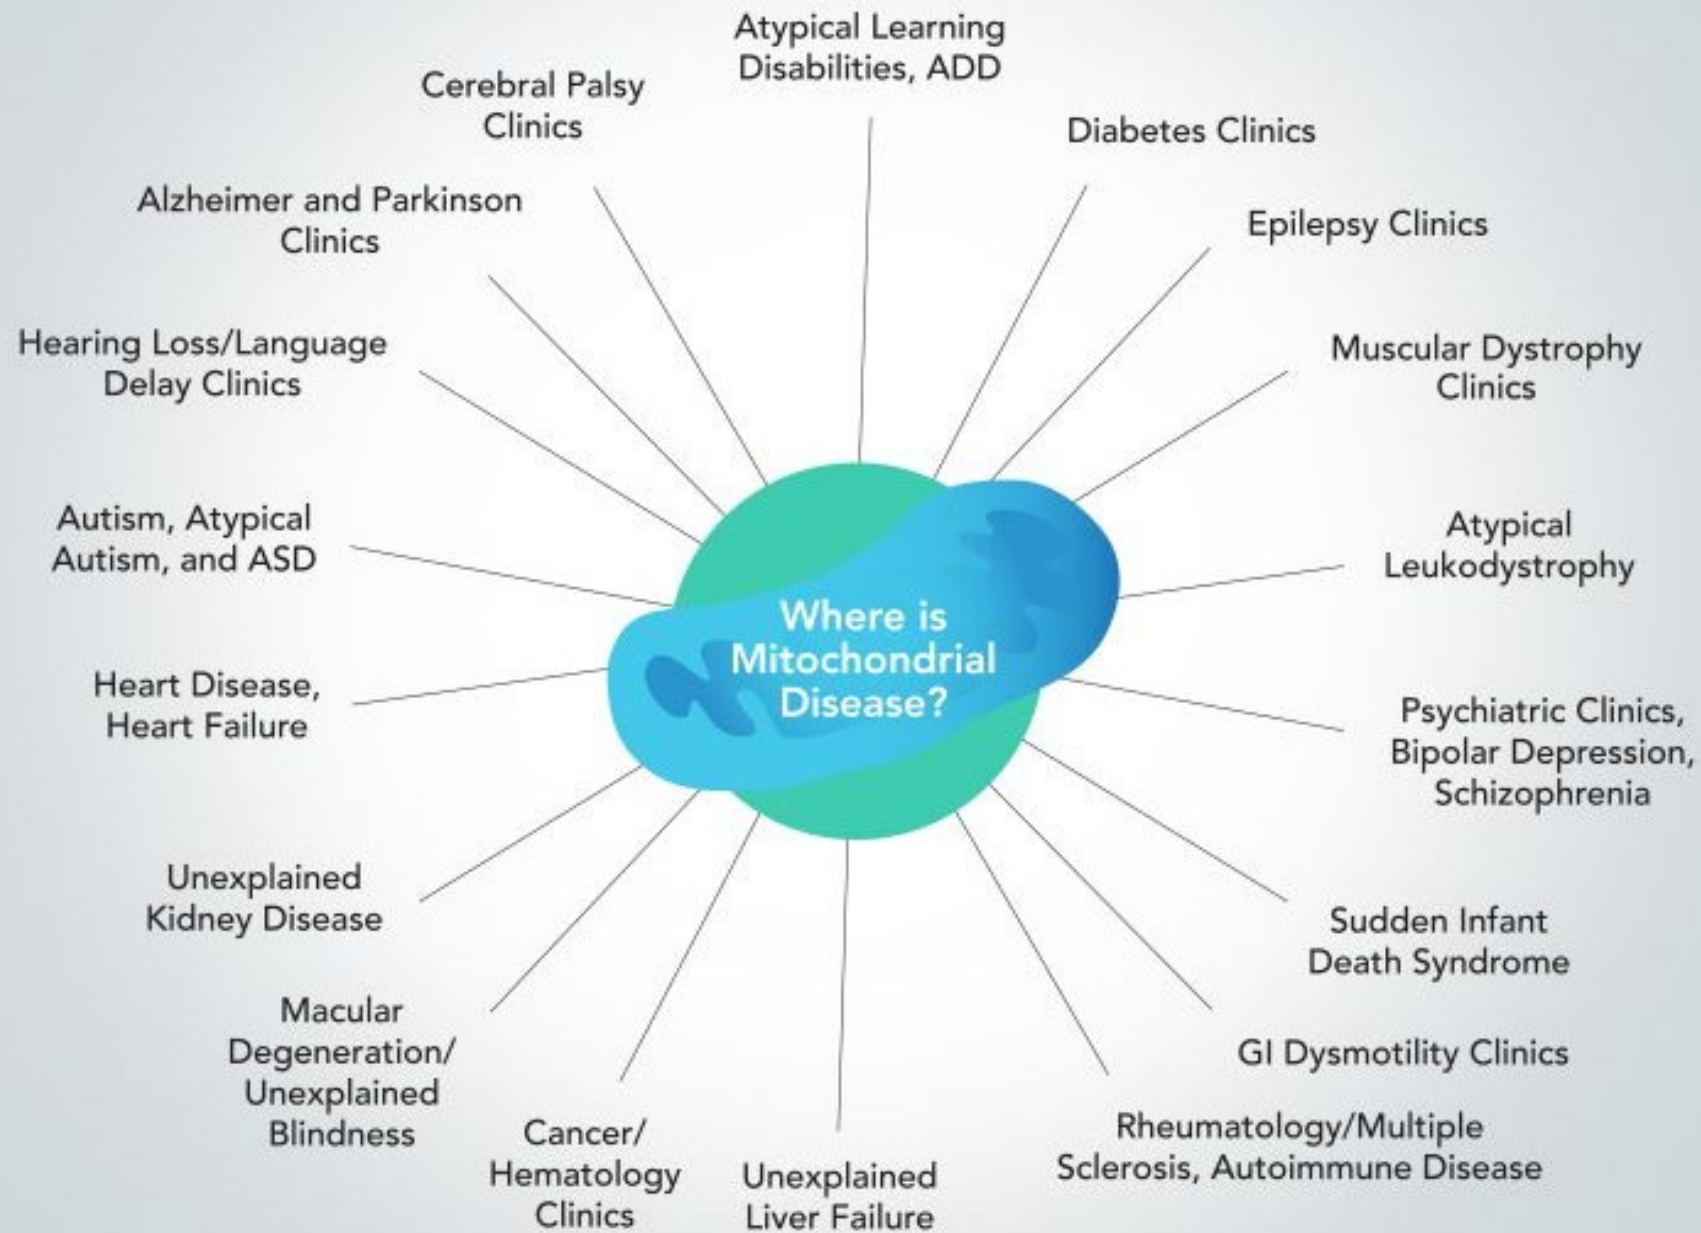 Atypical Learning
Disabilities, ADD
Cerebral Palsy
Clinics
Diabetes Clinics
Alzheimer and Parkinson
Clinics
Epilepsy Clinics
Hearing Loss/Language
Delay Clinics
Muscular Dystrophy
Clinics
Autism, Atypical
Autism, and ASD
Atypical
Leukodystrophy
Where is
Mitochondrial
Disease?
Heart Disease,
Heart Failure
Psychiatric Clinics,
Bipolar Depression,
Schizophrenia
Unexplained
Kidney Disease
Sudden Infant
Death Syndrome
Macular
Degeneration/
Unexplained
Blindness
GI Dysmotility Clinics
Cancer/
Hematology
Clinics
Unexplained
Liver Failure
Rheumatology/Multiple
Sclerosis, Autoimmune Disease